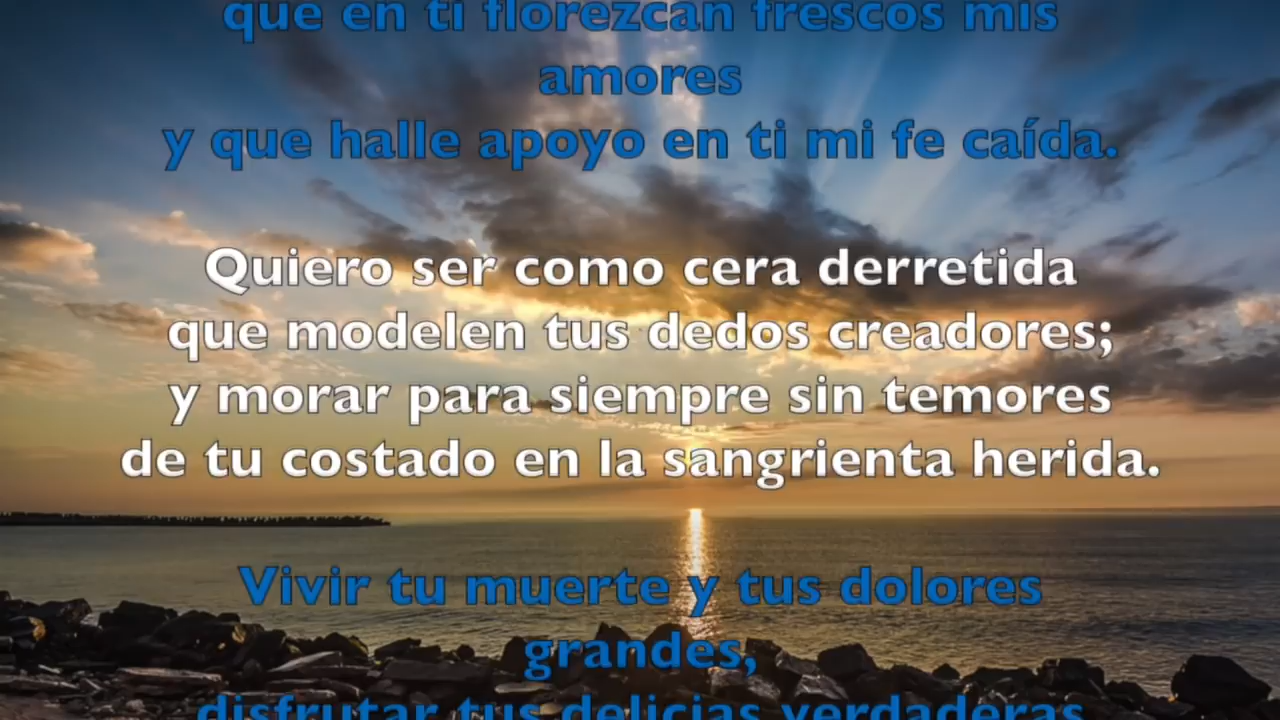 que en ti florezcan frescos mis
amores
y que halle apoyo en ti mi fe caída.
Quiero ser como cera derretida
que modelen tus dedos creadores;
y morar para siempre sin temores
de tu costado en la sangrienta herida.
Vivir tu muerte y tus dolores
grandes,
disfrutar tus delicias verdaderas